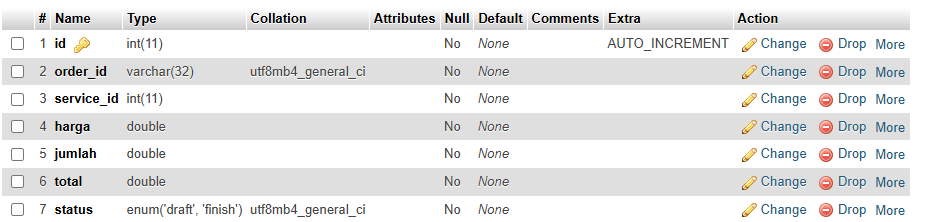 # Name Type Collation Attributes Null Default Comments Extra Action
1 id int(11) No None AUTO_INCREMENT Change Drop More
2 order_id varchar(32) utf8mb4_general_ci No None Change Drop More
3 service_id int(11) No None Change Drop More
4 harga double No None Change Drop More
5 jumlah double No None Change Drop More
6 total double No None Change Drop More
7 status enum('draft', 'finish') utf8mb4_general_ci No None Change Drop More